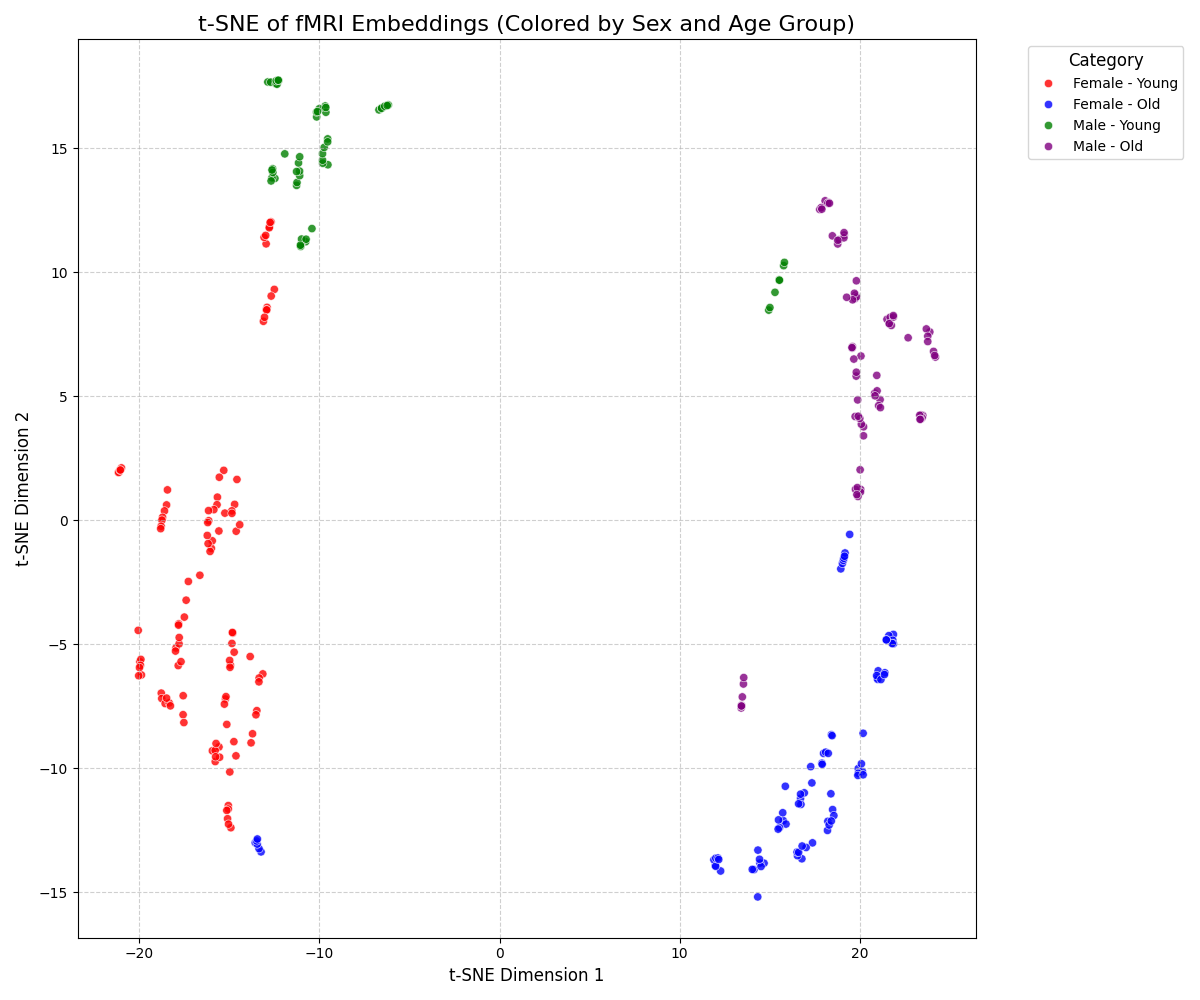 t-SNE of fMRI Embeddings (Colored by Sex and Age Group)
Category
Female - Young
Female - Old
Male - Young
Male - Old
t-SNE Dimension 2
15
10
5
0
−5
−10
−15
−20
−10
0
10
20
t-SNE Dimension 1